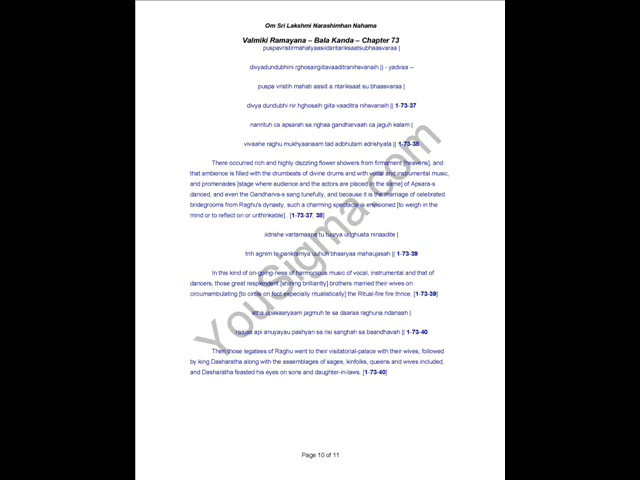 Om Sri Lakshmi Narashimhan Nahama
Valmiki Ramayana – Bala Kanda – Chapter 73
puspavristirmahatyaasiidantariksaatsubhaasvaraa |
divyadundubhini rghosairgiitavaaditranihsvanaih || - yadvaa –
puspa vristih mahati aasiit a ntariksaat su bhaasvaraa |
divya dundubhi nir.hghosaih giita vaaditra nihsvanaih || 1-73-37
nanrituh ca apsarah sa.nghaa gandharvaah ca jaguh kalam |
vivaahe raghu mukhyaanaam tad adbhutam adrishyata || 1-73-38
There occurred rich and highly dazzling flower showers from firmament [heavens], and
that ambience is filled with the drumbeats of divine drums and with vocal and instrumental music,
and promenades [stage where audience and the actors are placed in the same] of Apsara-s
danced, and even the Gandharva-s sang tunefully, and because it is the marriage of celebrated
bridegrooms from Raghu's dynasty, such a charming spectacle is envisioned [to weigh in the
mind or to reflect on or unthinkable]. [1-73-37, 38]
iidrishe vartamaane tu tuurya udghusta ninaadite |
trih agnim te parikramya uuhuh bhaaryaa mahaujasah || 1-73-39
In this kind of on-going-ness of harmonious music of vocal, instrumental and that of
dancers, those great resplendent [shining brilliantly] brothers married their wives on
circumambulating [to circle on foot especially ritualistically] the Ritual-fire fire thrice. [1-73-39]
atha upakaaryaam jagmuh te sa daaraa raghuna.ndanaah |
raajaa api anuyayau pashyan sa risi sanghah sa baandhavah || 1-73-40
Then those legatees of Raghu went to their visitatorial-palace with their wives, followed
by king Dasharatha along with the assemblages of sages, kinfolks, queens and wives included,
and Dasharatha feasted his eyes on sons and daughter-in-laws. [1-73-40]
YouSigma.com
Page 10 of 11